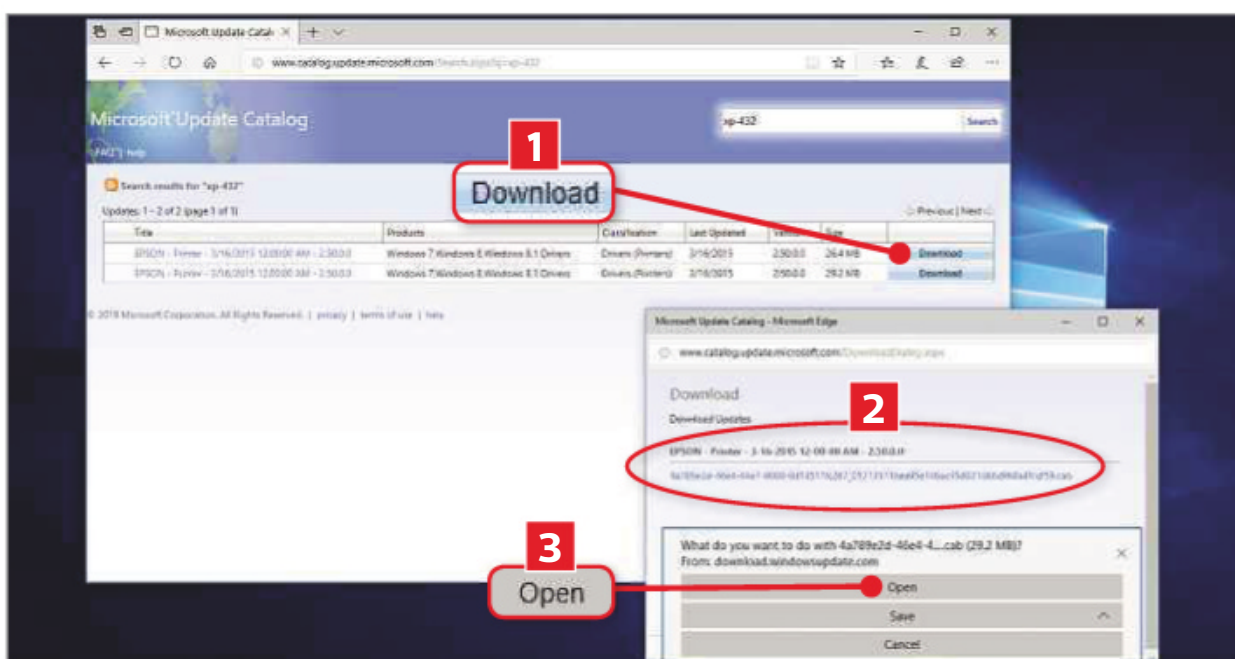 Microsoft Update Catal
www.catalog.update.microsoft.com/Search.aspx?q=xp-432
Microsoft Update Catalog
xp-432
Search
FAQ | help
1
Search results for "xp-432"
Download
Updates: 1 - 2 of 2 (page 1 of 1)
Previous | Next
Title Products Classification Last Updated Version Size
EPSON - Printer - 3/16/2015 12:00:00 AM - 2.50.0.0 Windows 7,Windows 8,Windows 8.1 Drivers Drivers (Printers) 3/16/2015 2.50.0.0 26.4 MB Download
EPSON - Printer - 3/16/2015 12:00:00 AM - 2.50.0.0 Windows 7,Windows 8,Windows 8.1 Drivers Drivers (Printers) 3/16/2015 2.50.0.0 29.2 MB Download
Microsoft Corporation. All Rights Reserved. | privacy | terms of use | help
Microsoft Update Catalog - Microsoft Edge
www.catalog.update.microsoft.com/DownloadDialog.aspx
Download
2
Download Updates
EPSON - Printer - 3-16-2015 12-00-00 AM - 2.50.0.0
3
What do you want to do with 4a789e2d-46e4-4....cab (29.2 MB)?
From: download.windowsupdate.com
Open
Open
Save
Cancel